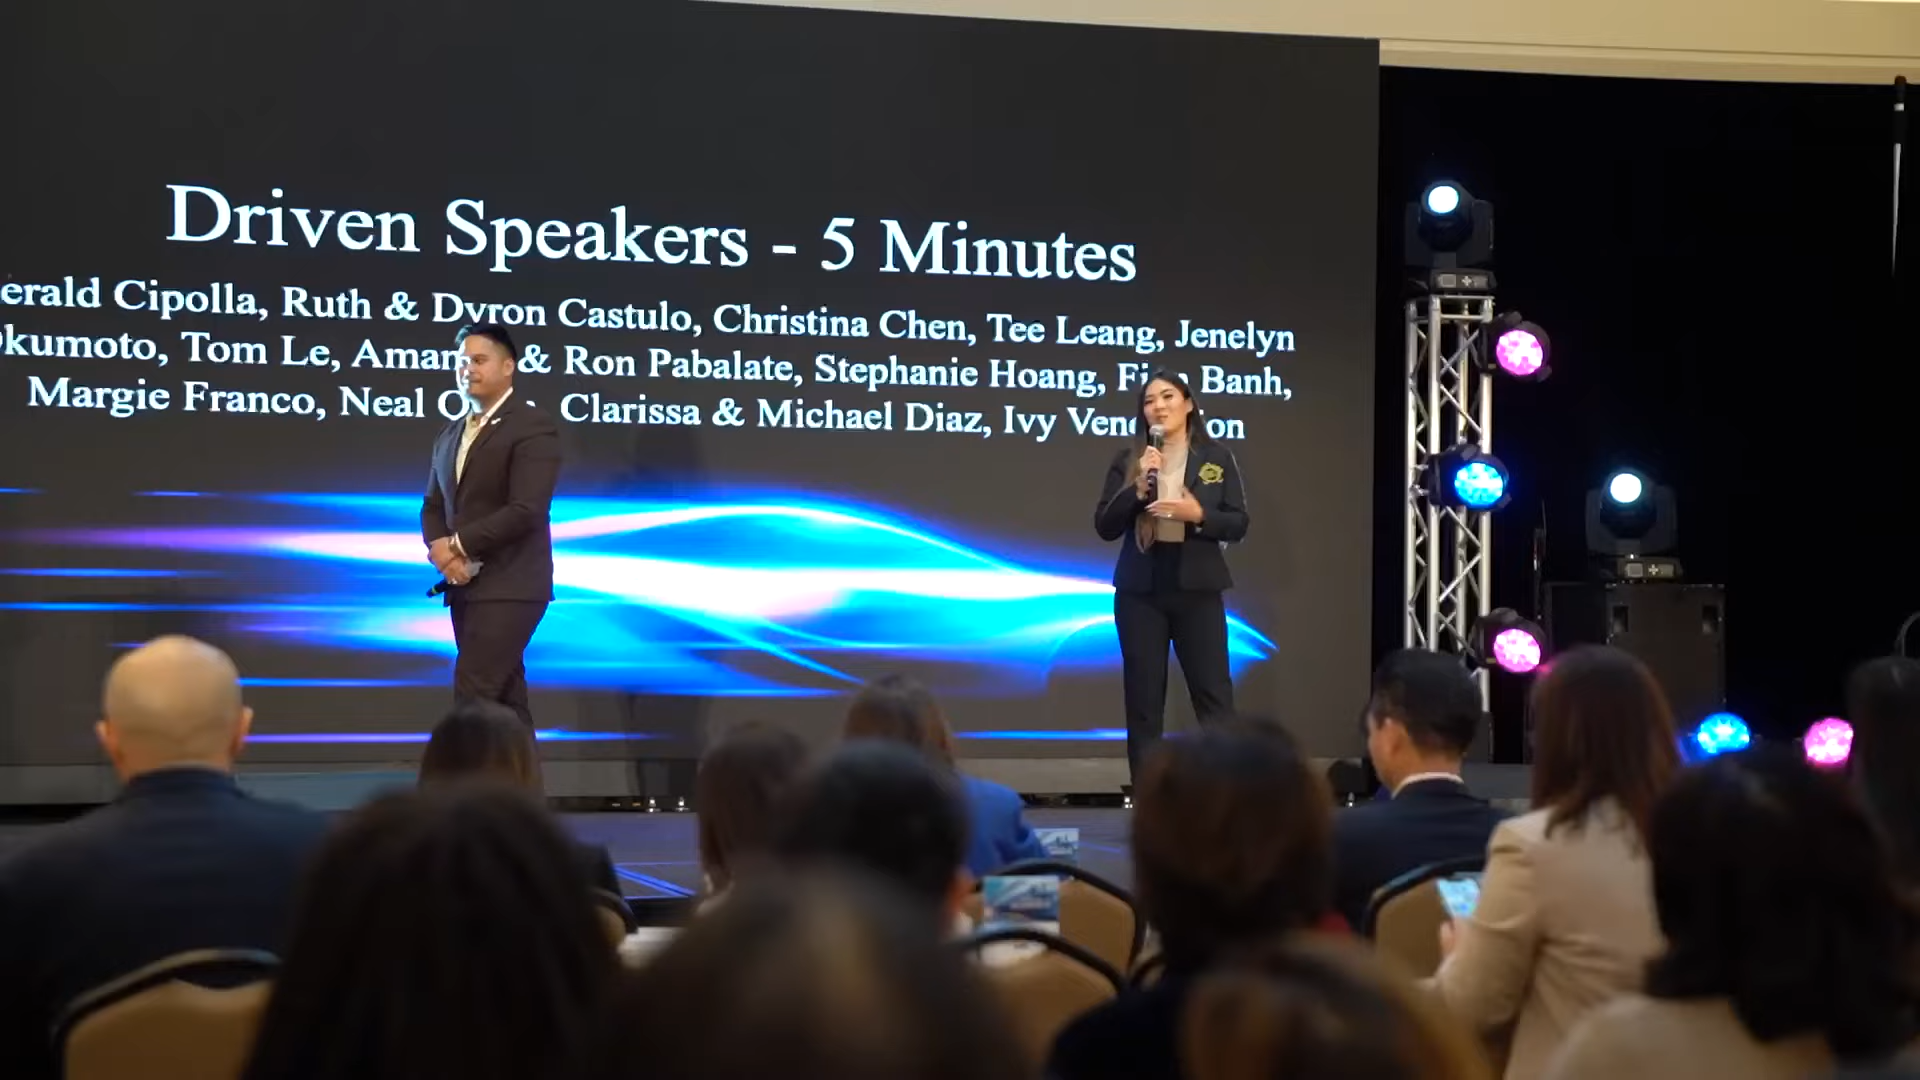 Driven Speakers - 5 Minutes
erald Cipolla, Ruth & Dyron Castulo, Christina Chen, Tee Leang, Jenelyn
kumoto, Tom Le, Aman & Ron Pabalate, Stephanie Hoang, Banh,
Margie Franco, Neal Clarissa & Michael Diaz, Ivy